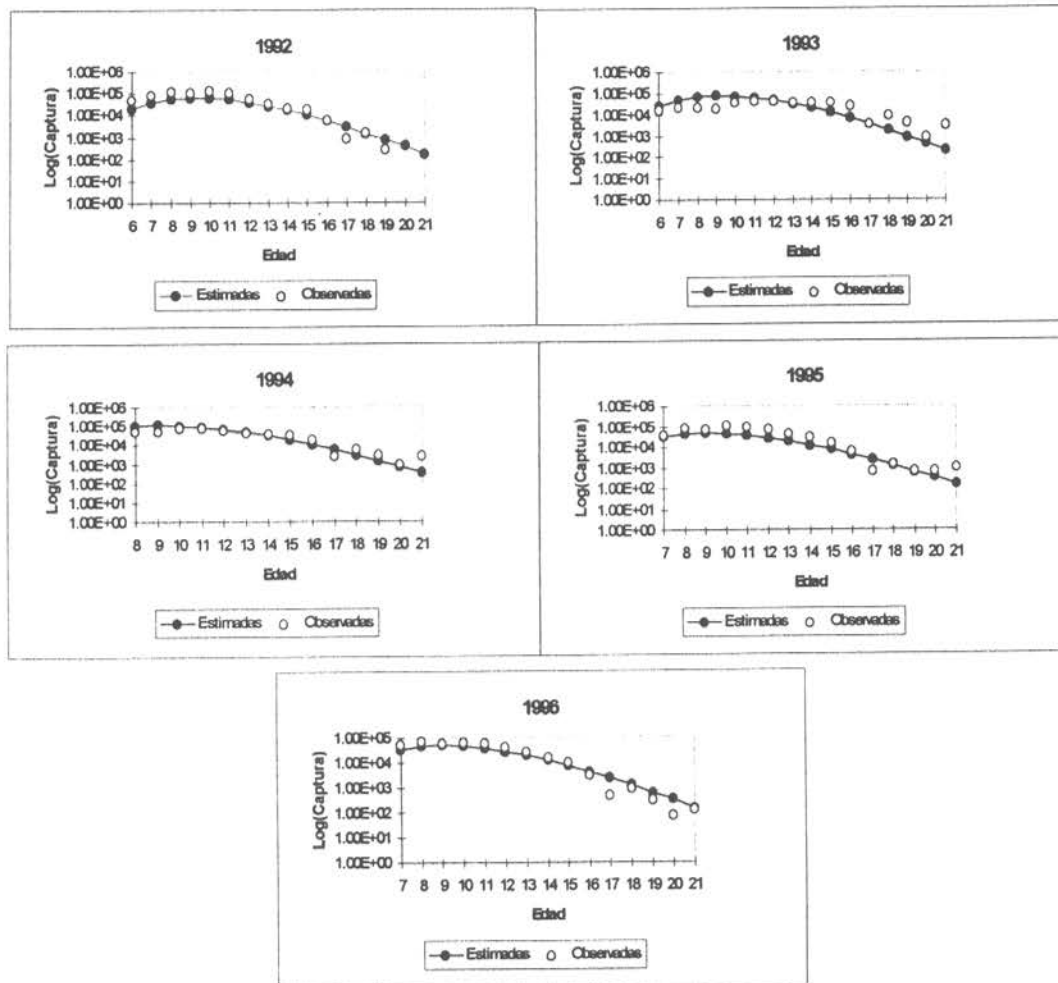 1992
1.00E+06
1.00E+05
1.00E+04
1.00E+03
1.00E+02
1.00E+01
1.00E+00
Log(Captura)
6 7 8 9 10 11 12 13 14 15 16 17 18 19 20 21
Edad
Estimadas Observadas
1993
1.00E+06
1.00E+05
1.00E+04
1.00E+03
1.00E+02
1.00E+01
1.00E+00
Log(Captura)
6 7 8 9 10 11 12 13 14 15 16 17 18 19 20 21
Edad
Estimadas Observadas
1994
1.00E+06
1.00E+05
1.00E+04
1.00E+03
1.00E+02
1.00E+01
1.00E+00
Log(Captura)
8 9 10 11 12 13 14 15 16 17 18 19 20 21
Edad
Estimadas Observadas
1995
1.00E+06
1.00E+05
1.00E+04
1.00E+03
1.00E+02
1.00E+01
1.00E+00
Log(Captura)
7 8 9 10 11 12 13 14 15 16 17 18 19 20 21
Edad
Estimadas Observadas
1996
1.00E+05
1.00E+04
1.00E+03
1.00E+02
1.00E+01
1.00E+00
Log(Captura)
7 8 9 10 11 12 13 14 15 16 17 18 19 20 21
Edad
Estimadas Observadas